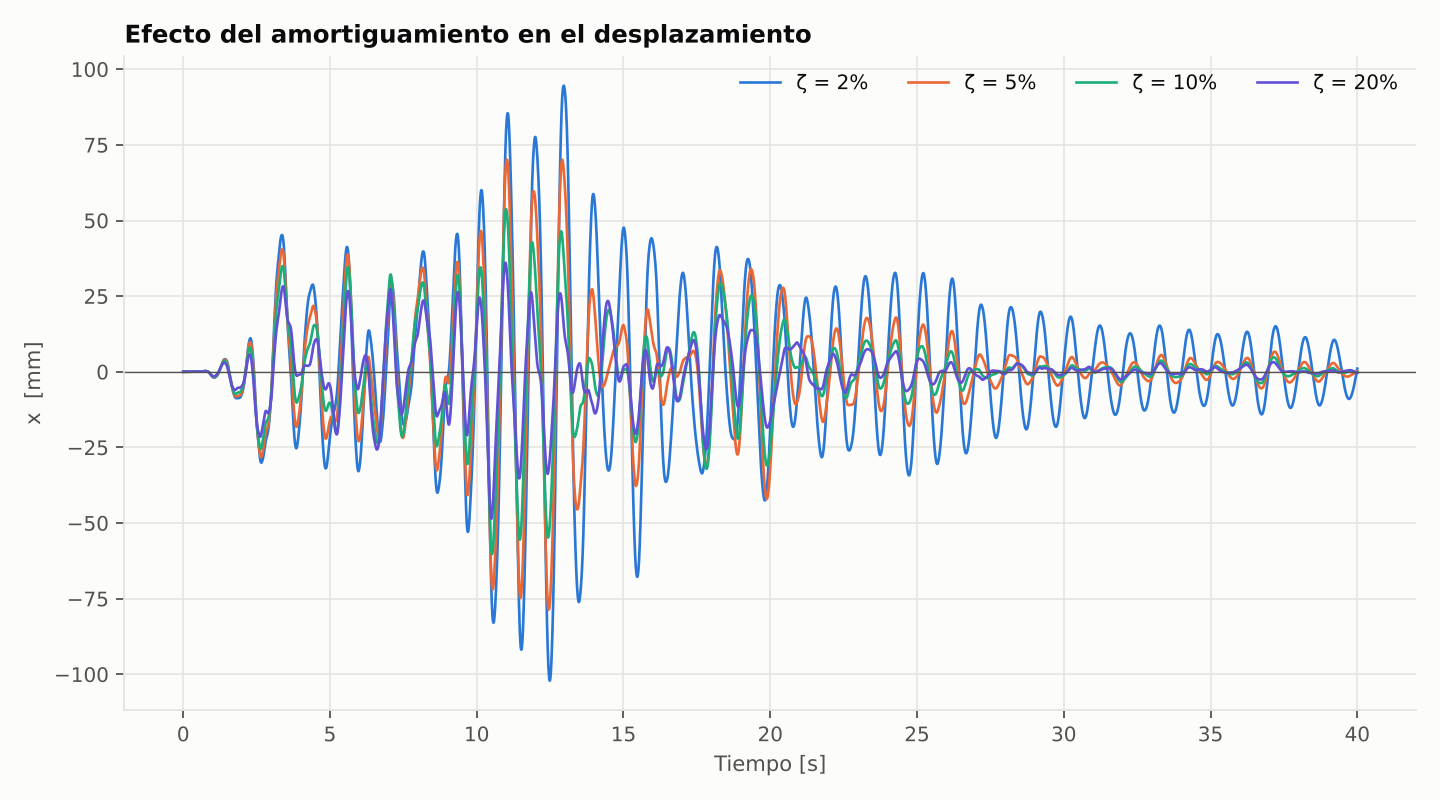 Efecto del amortiguamiento en el desplazamiento
ζ = 2% ζ = 5% ζ = 10% ζ = 20%
100
75
50
25
0
−25
−50
−75
−100
x [mm]
0 5 10 15 20 25 30 35 40
Tiempo [s]